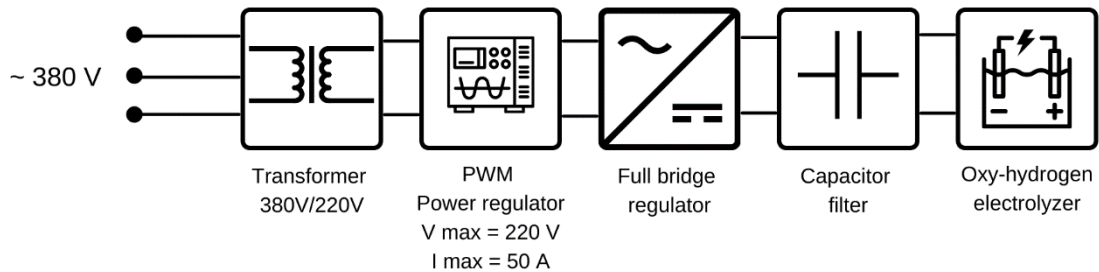 ~ 380 V
Transformer
380V/220V
PWM
Power regulator
V max = 220 V
I max = 50 A
Full bridge
regulator
Capacitor
filter
Oxy-hydrogen
electrolyzer